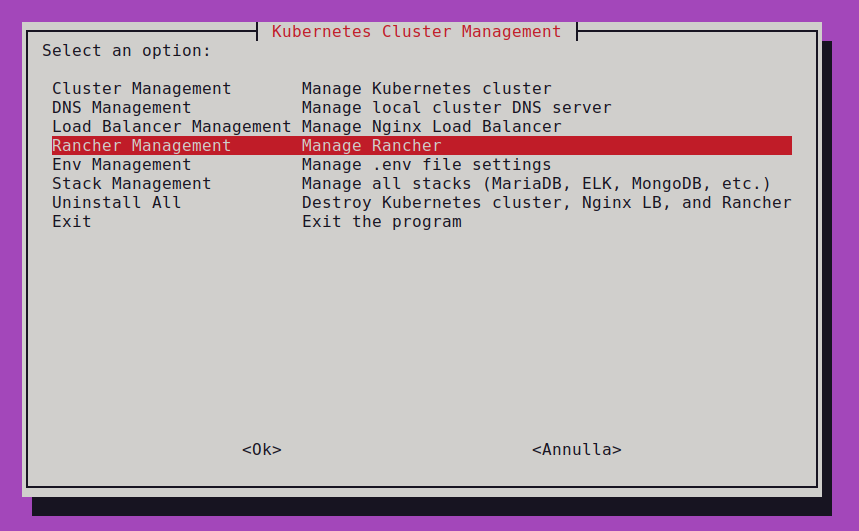 Kubernetes Cluster Management
Select an option:
Cluster Management Manage Kubernetes cluster
DNS Management Manage local cluster DNS server
Load Balancer Management Manage Nginx Load Balancer
Rancher Management Manage Rancher
Env Management Manage .env file settings
Stack Management Manage all stacks (MariaDB, ELK, MongoDB, etc.)
Uninstall All Destroy Kubernetes cluster, Nginx LB, and Rancher
Exit Exit the program
<Ok> <Annulla>